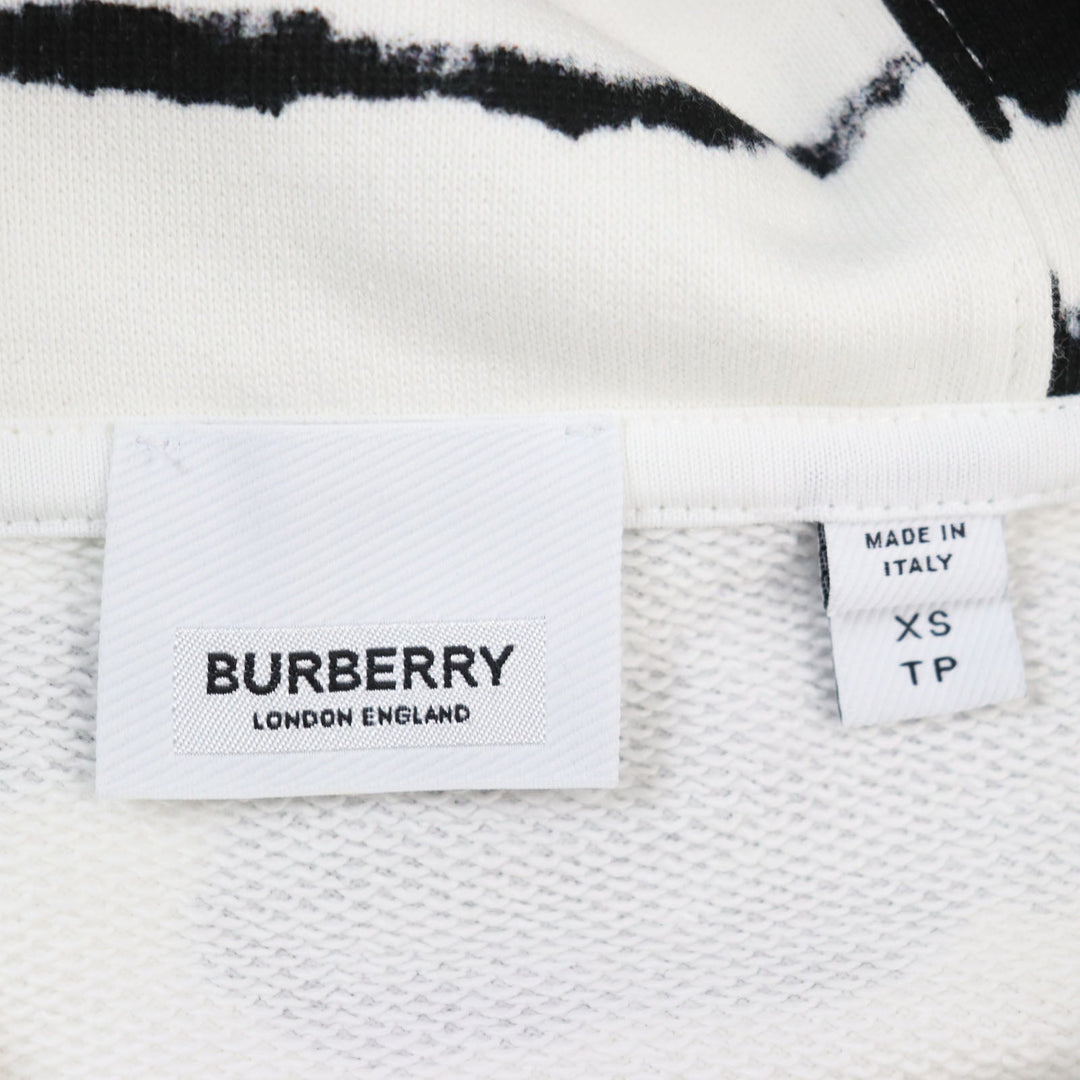 BURBERRY
LONDON ENGLAND
MADE IN
ITALY
XS
TP